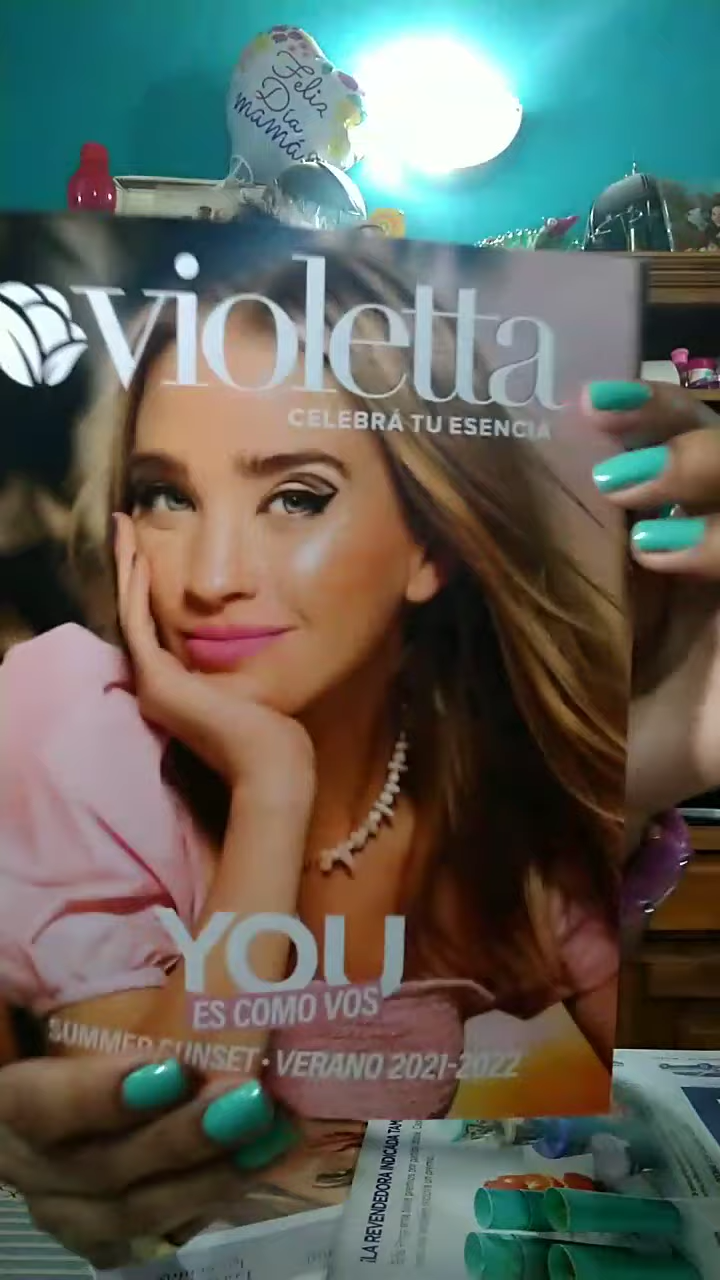 Feliz
Día
mamá
violetta
CELEBRÁ TU ESENCIA
YOU
ES COMO VOS
SUMMER SUNSET • VERANO 2021-2022
¡LA REVENDEDORA INDICADA